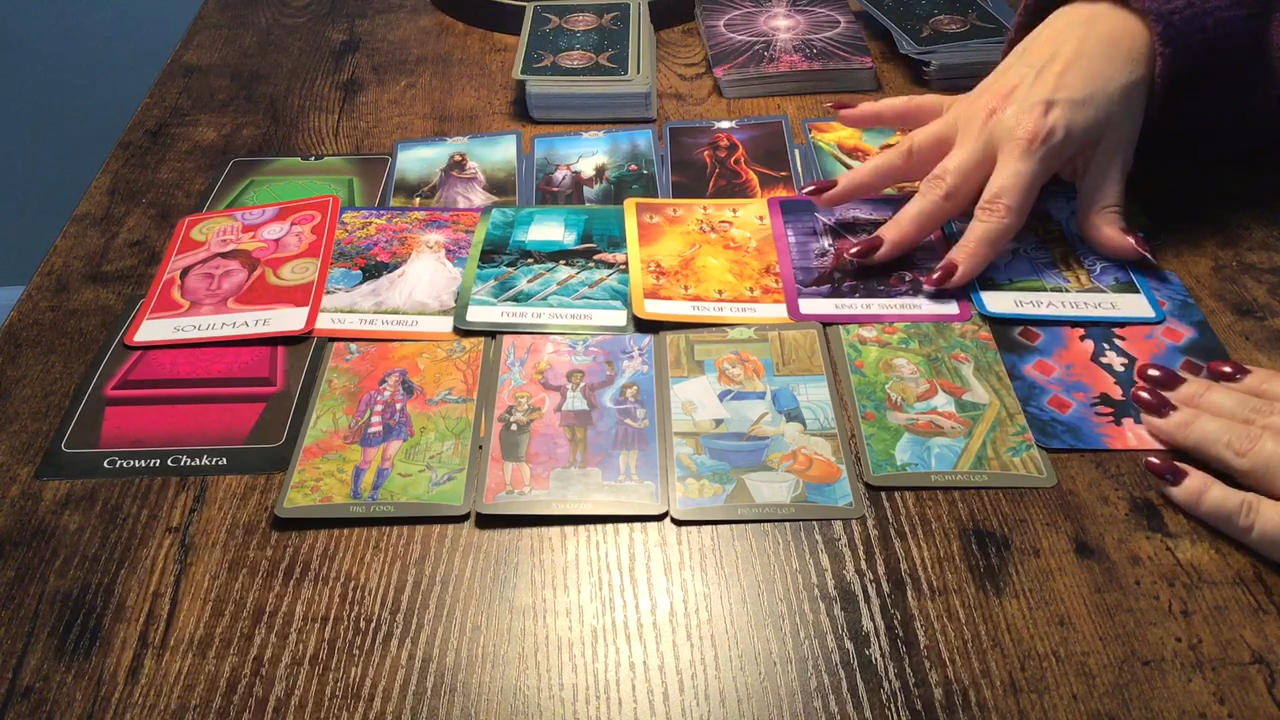 SOULMATE
XXI - THE WORLD
FOUR OF SWORDS
TEN OF CUPS
KING OF SWORDS
IMPATIENCE
Crown Chakra
THE FOOL
SWORDS
PENTACLES
PENTACLES